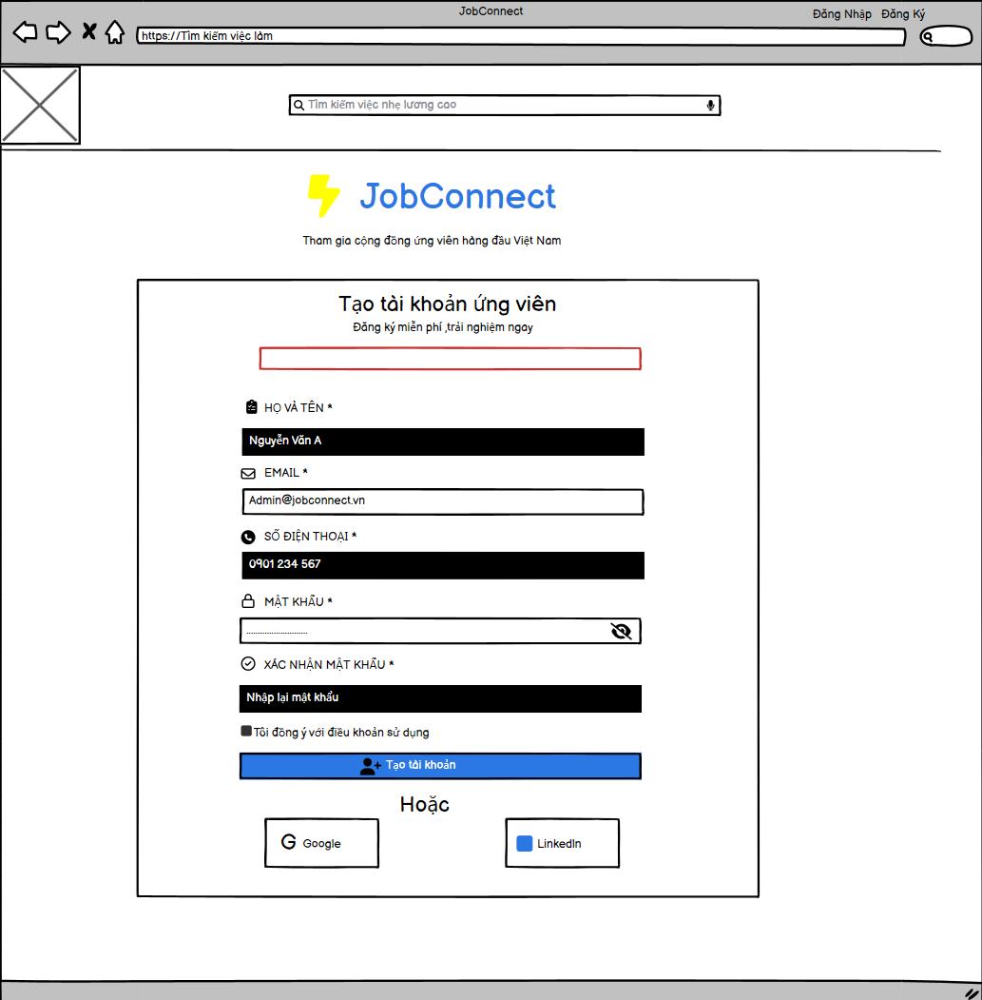 JobConnect
Đăng Nhập Đăng Ký
https://Tìm kiếm việc làm
Tìm kiếm việc nhẹ lương cao
JobConnect
Tham gia cộng đồng ứng viên hàng đầu Việt Nam
Tạo tài khoản ứng viên
Đăng ký miễn phí ,trải nghiệm ngay
HỌ VÀ TÊN *
Nguyễn Văn A
EMAIL *
Admin@jobconnect.vn
SỐ ĐIỆN THOẠI *
0901 234 567
MẬT KHẨU *
...........................
XÁC NHẬN MẬT KHẨU *
Nhập lại mật khẩu
Tôi đồng ý với điều khoản sử dụng
Tạo tài khoản
Hoặc
G Google
LinkedIn